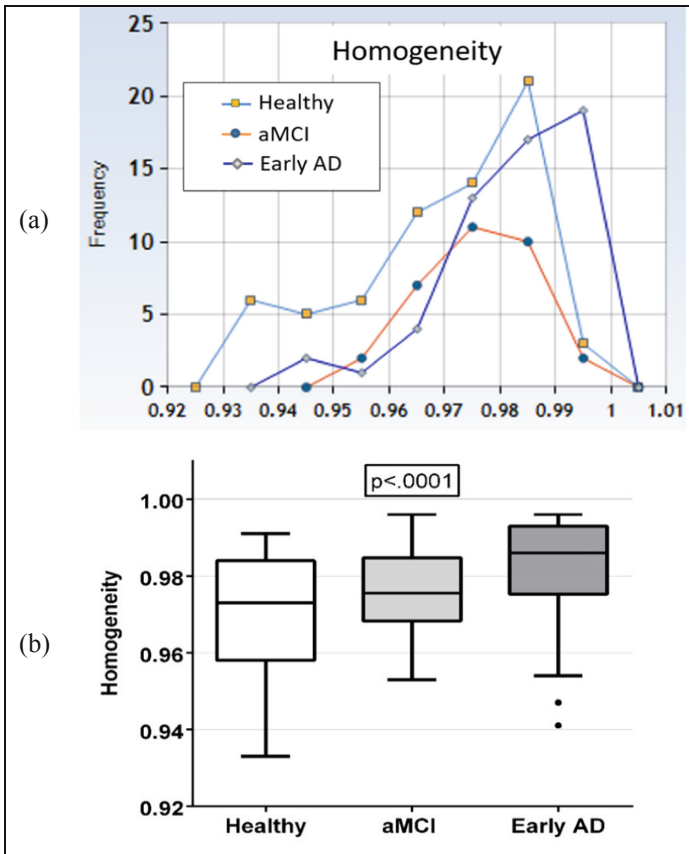 (a)
Homogeneity
Healthy
aMCI
Early AD
Frequency
25
20
15
10
5
0
0.92 0.93 0.94 0.95 0.96 0.97 0.98 0.99 1 1.01
(b)
p<.0001
Homogeneity
1.00
0.98
0.96
0.94
0.92
Healthy aMCI Early AD